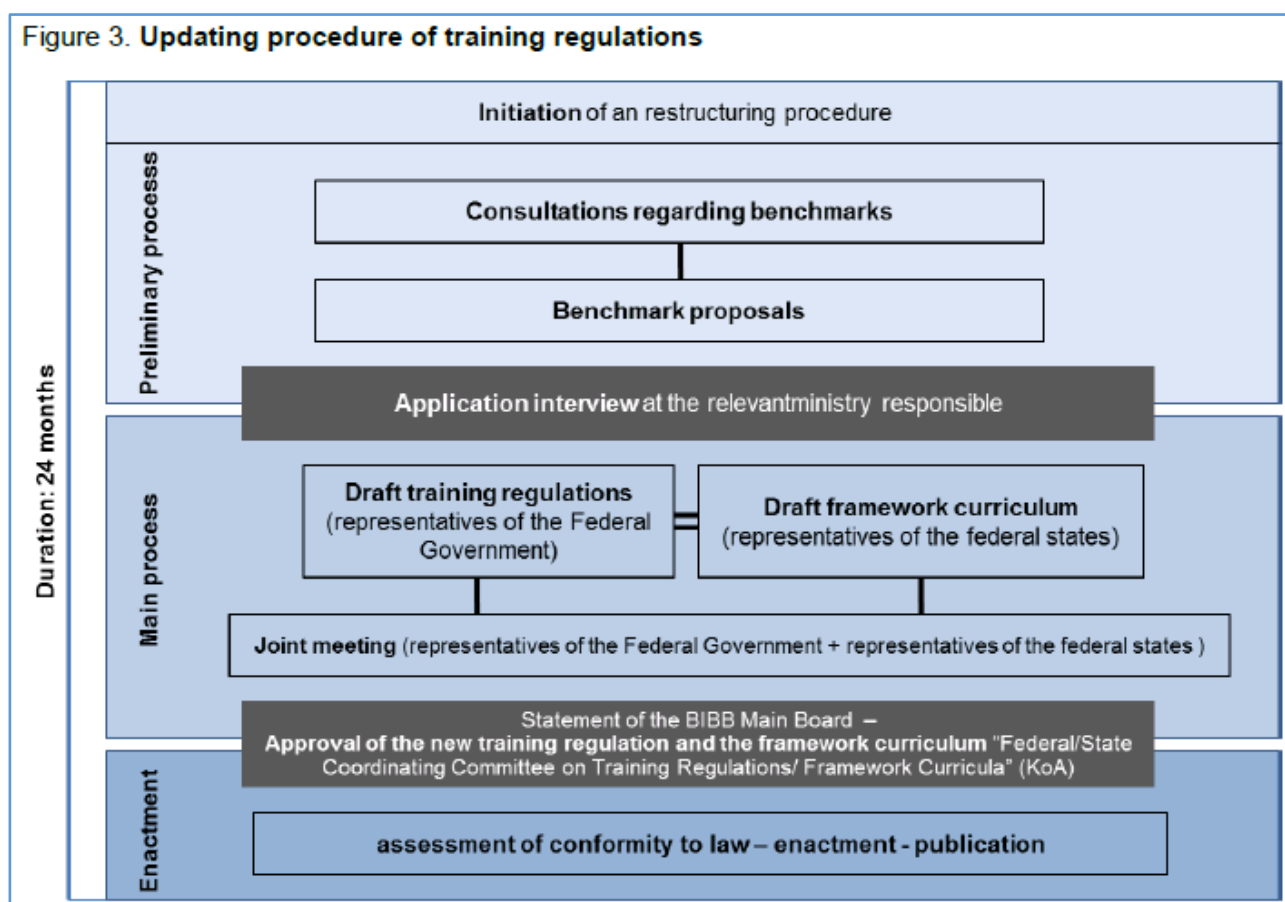 Figure 3. Updating procedure of training regulations
Initiation of an restructuring procedure
Preliminary processs
Consultations regarding benchmarks
Benchmark proposals
Application interview at the relevantministry responsible
Duration: 24 months
Main process
Draft training regulations
(representatives of the Federal
Government)
Draft framework curriculum
(representatives of the federal states)
Joint meeting (representatives of the Federal Government + representatives of the federal states )
Statement of the BIBB Main Board –
Approval of the new training regulation and the framework curriculum "Federal/State
Coordinating Committee on Training Regulations/ Framework Curricula" (KoA)
Enactment
assessment of conformity to law – enactment - publication